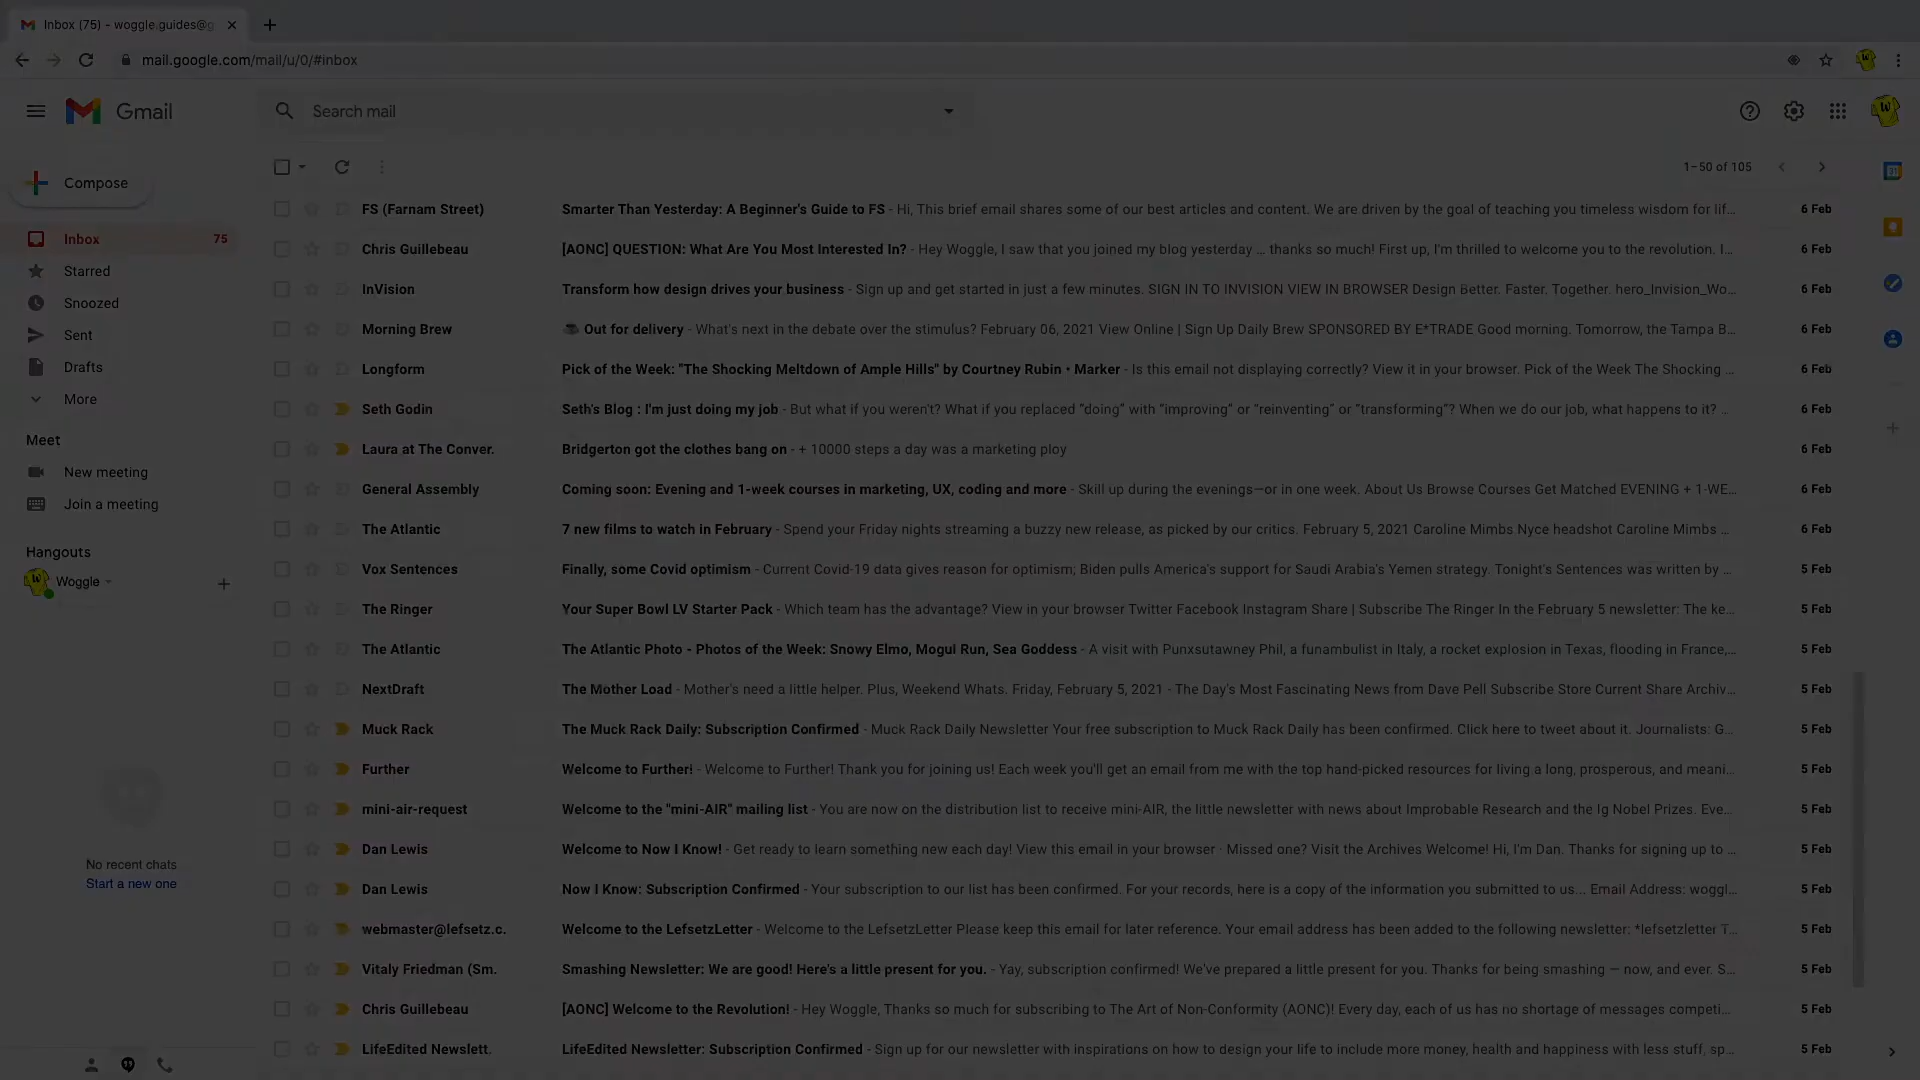 Inbox (75) - woggle.guides@g
mail.google.com/mail/u/0/#inbox
Gmail
Search mail
1–50 of 105
Compose
Inbox 75
Starred
Snoozed
Sent
Drafts
More
Meet
New meeting
Join a meeting
Hangouts
Woggle
No recent chats
Start a new one
FS (Farnam Street) Smarter Than Yesterday: A Beginner's Guide to FS - Hi, This brief email shares some of our best articles and content. We are driven by the goal of teaching you timeless wisdom for lif... 6 Feb
Chris Guillebeau [AONC] QUESTION: What Are You Most Interested In? - Hey Woggle, I saw that you joined my blog yesterday ... thanks so much! First up, I'm thrilled to welcome you to the revolution. I... 6 Feb
InVision Transform how design drives your business - Sign up and get started in just a few minutes. SIGN IN TO INVISION VIEW IN BROWSER Design Better. Faster. Together. hero_Invision_Wo... 6 Feb
Morning Brew Out for delivery - What's next in the debate over the stimulus? February 06, 2021 View Online | Sign Up Daily Brew SPONSORED BY E*TRADE Good morning. Tomorrow, the Tampa B... 6 Feb
Longform Pick of the Week: "The Shocking Meltdown of Ample Hills" by Courtney Rubin • Marker - Is this email not displaying correctly? View it in your browser. Pick of the Week The Shocking ... 6 Feb
Seth Godin Seth's Blog : I'm just doing my job - But what if you weren't? What if you replaced “doing” with “improving” or “reinventing” or “transforming”? When we do our job, what happens to it? ... 6 Feb
Laura at The Conver. Bridgerton got the clothes bang on - + 10000 steps a day was a marketing ploy 6 Feb
General Assembly Coming soon: Evening and 1-week courses in marketing, UX, coding and more - Skill up during the evenings—or in one week. About Us Browse Courses Get Matched EVENING + 1-WE... 6 Feb
The Atlantic 7 new films to watch in February - Spend your Friday nights streaming a buzzy new release, as picked by our critics. February 5, 2021 Caroline Mimbs Nyce headshot Caroline Mimbs ... 6 Feb
Vox Sentences Finally, some Covid optimism - Current Covid-19 data gives reason for optimism; Biden pulls America's support for Saudi Arabia's Yemen strategy. Tonight's Sentences was written by ... 5 Feb
The Ringer Your Super Bowl LV Starter Pack - Which team has the advantage? View in your browser Twitter Facebook Instagram Share | Subscribe The Ringer In the February 5 newsletter: The ke... 5 Feb
The Atlantic The Atlantic Photo - Photos of the Week: Snowy Elmo, Mogul Run, Sea Goddess - A visit with Punxsutawney Phil, a funambulist in Italy, a rocket explosion in Texas, flooding in France,... 5 Feb
NextDraft The Mother Load - Mother's need a little helper. Plus, Weekend Whats. Friday, February 5, 2021 - The Day's Most Fascinating News from Dave Pell Subscribe Store Current Share Archiv... 5 Feb
Muck Rack The Muck Rack Daily: Subscription Confirmed - Muck Rack Daily Newsletter Your free subscription to Muck Rack Daily has been confirmed. Click here to tweet about it. Journalists: G... 5 Feb
Further Welcome to Further! - Welcome to Further! Thank you for joining us! Each week you'll get an email from me with the top hand-picked resources for living a long, prosperous, and meani... 5 Feb
mini-air-request Welcome to the "mini-AIR" mailing list - You are now on the distribution list to receive mini-AIR, the little newsletter with news about Improbable Research and the Ig Nobel Prizes. Eve... 5 Feb
Dan Lewis Welcome to Now I Know! - Get ready to learn something new each day! View this email in your browser · Missed one? Visit the Archives Welcome! Hi, I'm Dan. Thanks for signing up to ... 5 Feb
Dan Lewis Now I Know: Subscription Confirmed - Your subscription to our list has been confirmed. For your records, here is a copy of the information you submitted to us... Email Address: woggl... 5 Feb
webmaster@lefsetz.c. Welcome to the LefsetzLetter - Welcome to the LefsetzLetter Please keep this email for later reference. Your email address has been added to the following newsletter: *lefsetzletter T... 5 Feb
Vitaly Friedman (Sm. Smashing Newsletter: We are good! Here's a little present for you. - Yay, subscription confirmed! We've prepared a little present for you. Thanks for being smashing — now, and ever. S... 5 Feb
Chris Guillebeau [AONC] Welcome to the Revolution! - Hey Woggle, Thanks so much for subscribing to The Art of Non-Conformity (AONC)! Every day, each of us has no shortage of messages competi... 5 Feb
LifeEdited Newslett. LifeEdited Newsletter: Subscription Confirmed - Sign up for our newsletter with inspirations on how to design your life to include more money, health and happiness with less stuff, sp... 5 Feb